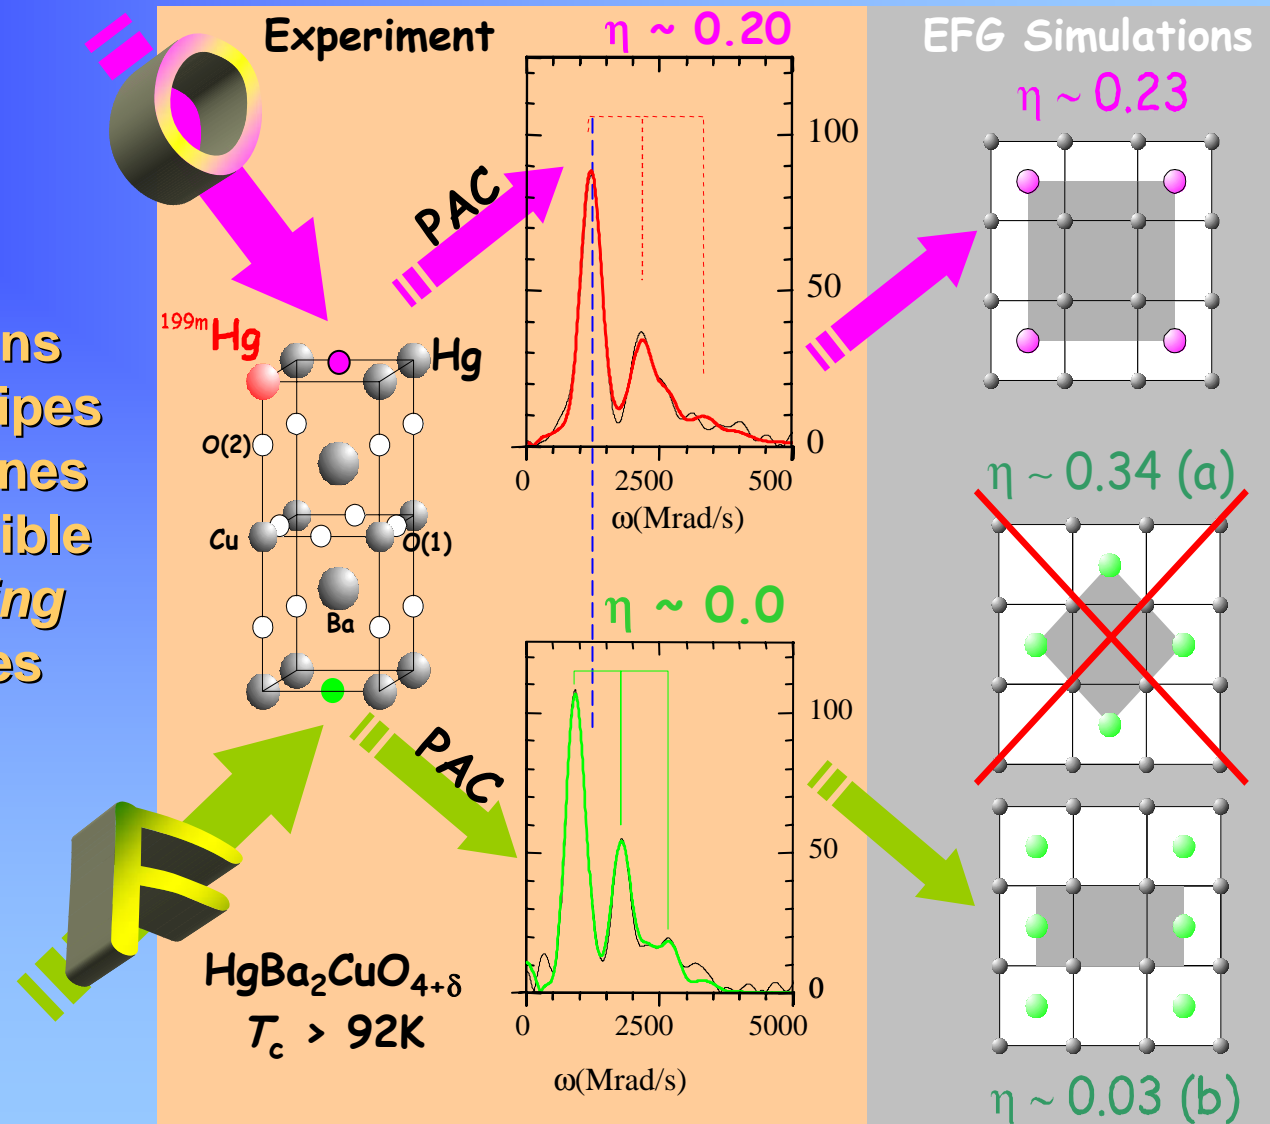 Experiment
η ~ 0.20
EFG Simulations
η ~ 0.23
O
PAC
100
50
0
0 2500 500
ω(Mrad/s)
199mHg
Hg
O(2)
Cu
O(1)
Ba
ns
ipes
nes
ible
ing
es
η ~ 0.34 (a)
η ~ 0.0
PAC
100
50
0
0 2500 5000
ω(Mrad/s)
F
HgBa₂CuO₄₊δ
Tc > 92K
η ~ 0.03 (b)